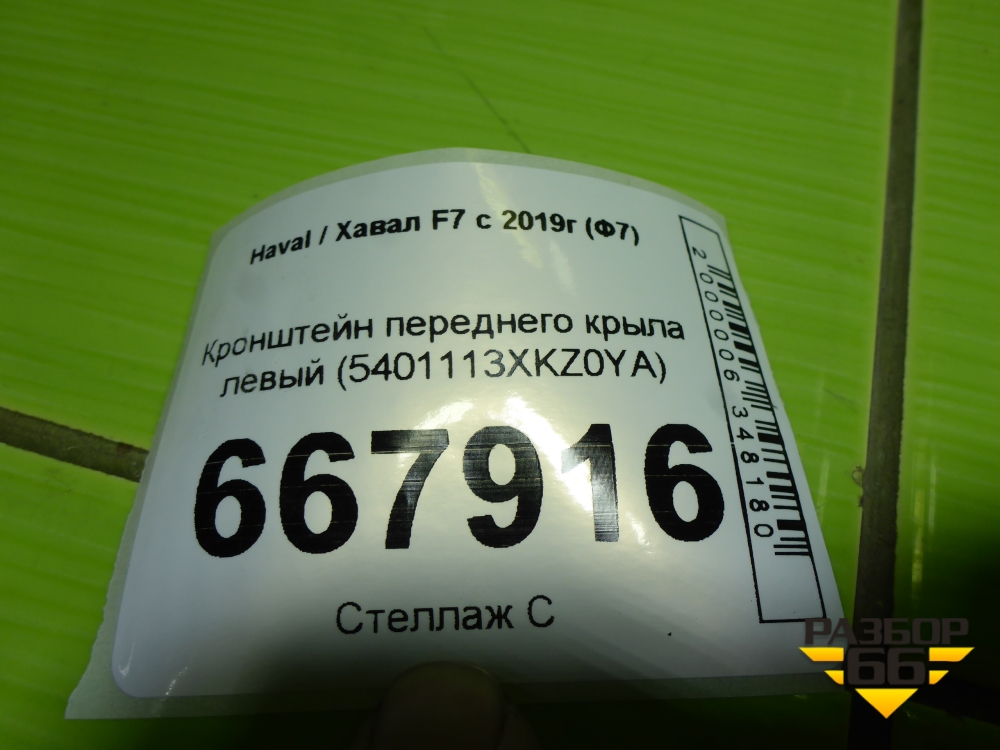 Haval / Хавал F7 с 2019г (Ф7)
Кронштейн переднего крыла
левый (5401113XKZ0YA)
667916
Стеллаж С
2000006348180
РАЗБОР
66